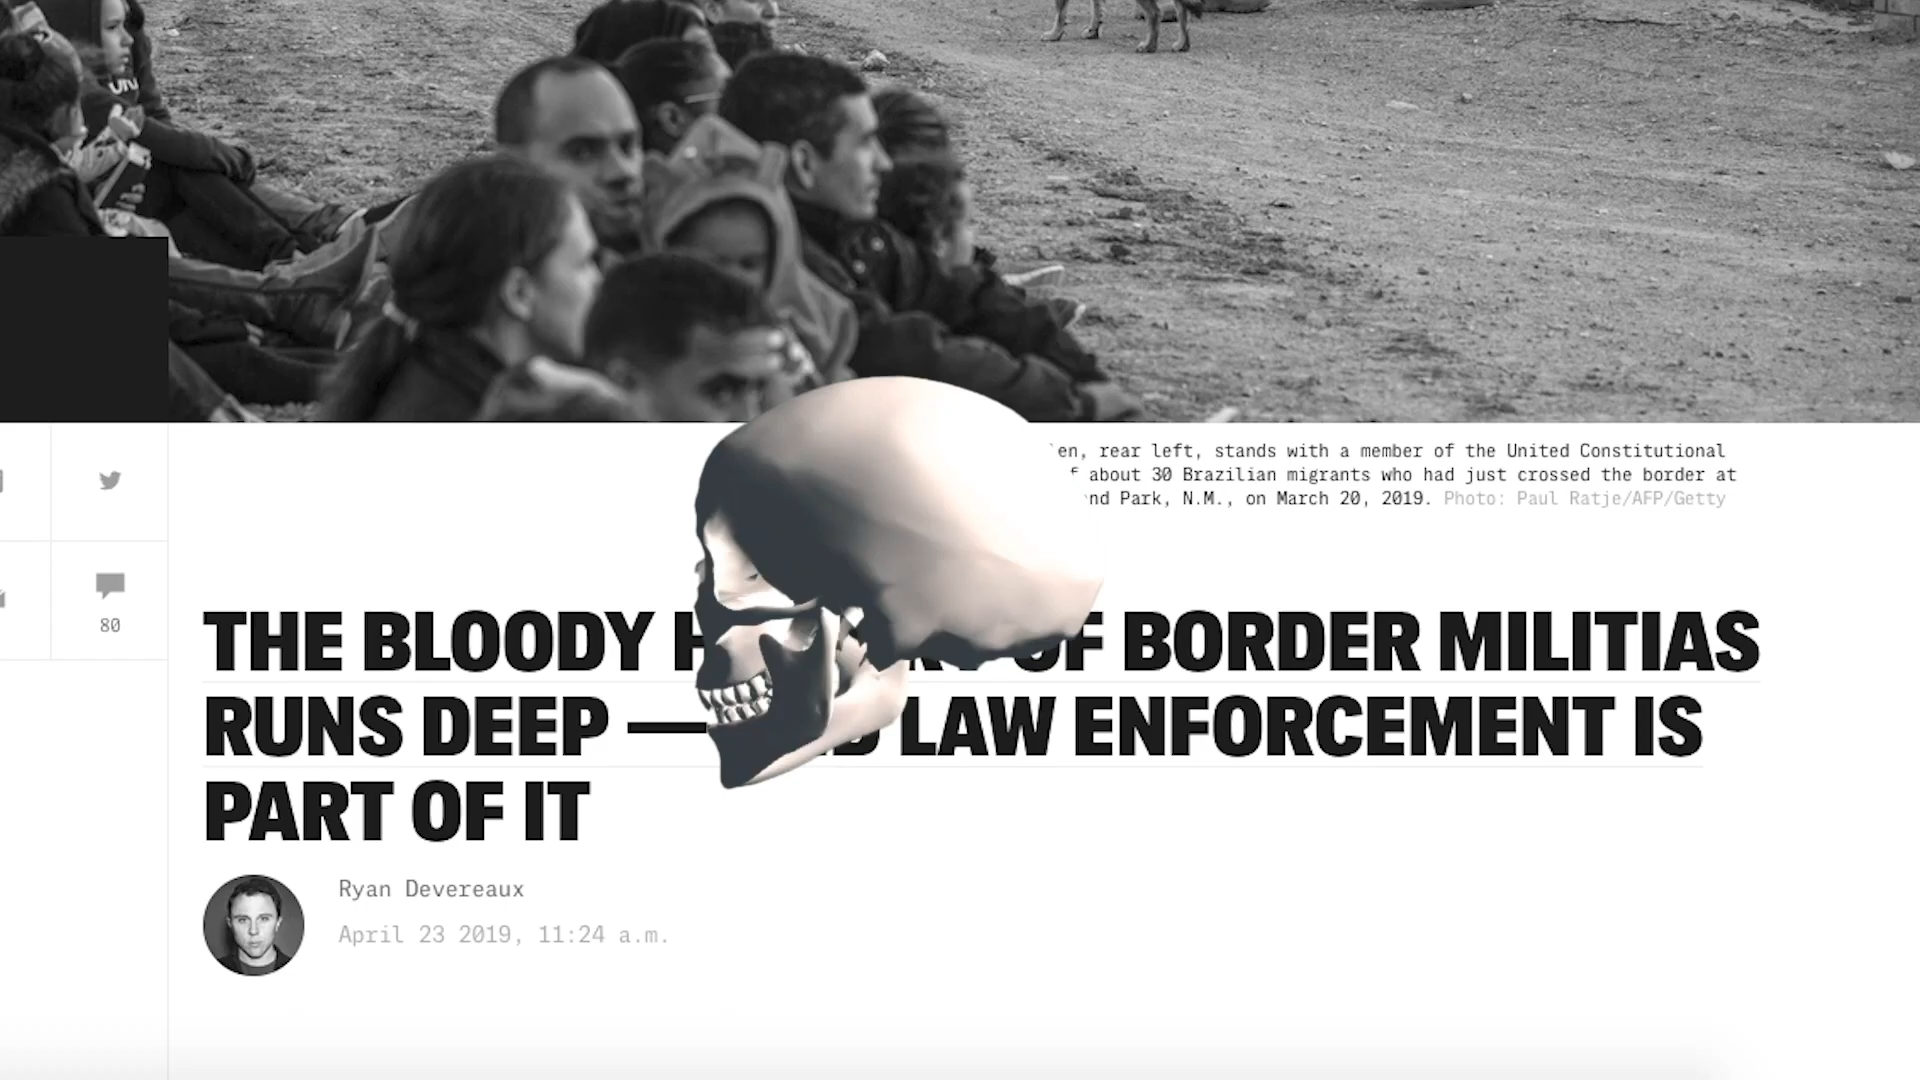 en, rear left, stands with a member of the United Constitutional
about 30 Brazilian migrants who had just crossed the border at
nd Park, N.M., on March 20, 2019. Photo: Paul Ratje/AFP/Getty
80
THE BLOODY H OF BORDER MILITIAS
RUNS DEEP — LAW ENFORCEMENT IS
PART OF IT
Ryan Devereaux
April 23 2019, 11:24 a.m.